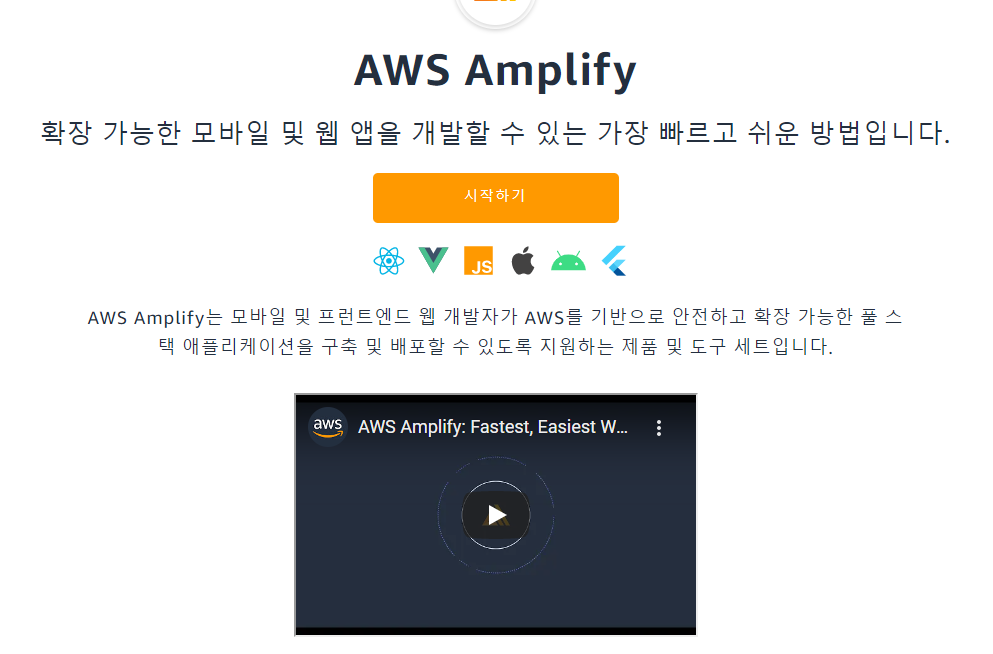 AWS Amplify
확장 가능한 모바일 및 웹 앱을 개발할 수 있는 가장 빠르고 쉬운 방법입니다.
시작하기
JS
AWS Amplify는 모바일 및 프런트엔드 웹 개발자가 AWS를 기반으로 안전하고 확장 가능한 풀 스
택 애플리케이션을 구축 및 배포할 수 있도록 지원하는 제품 및 도구 세트입니다.
aws AWS Amplify: Fastest, Easiest W...